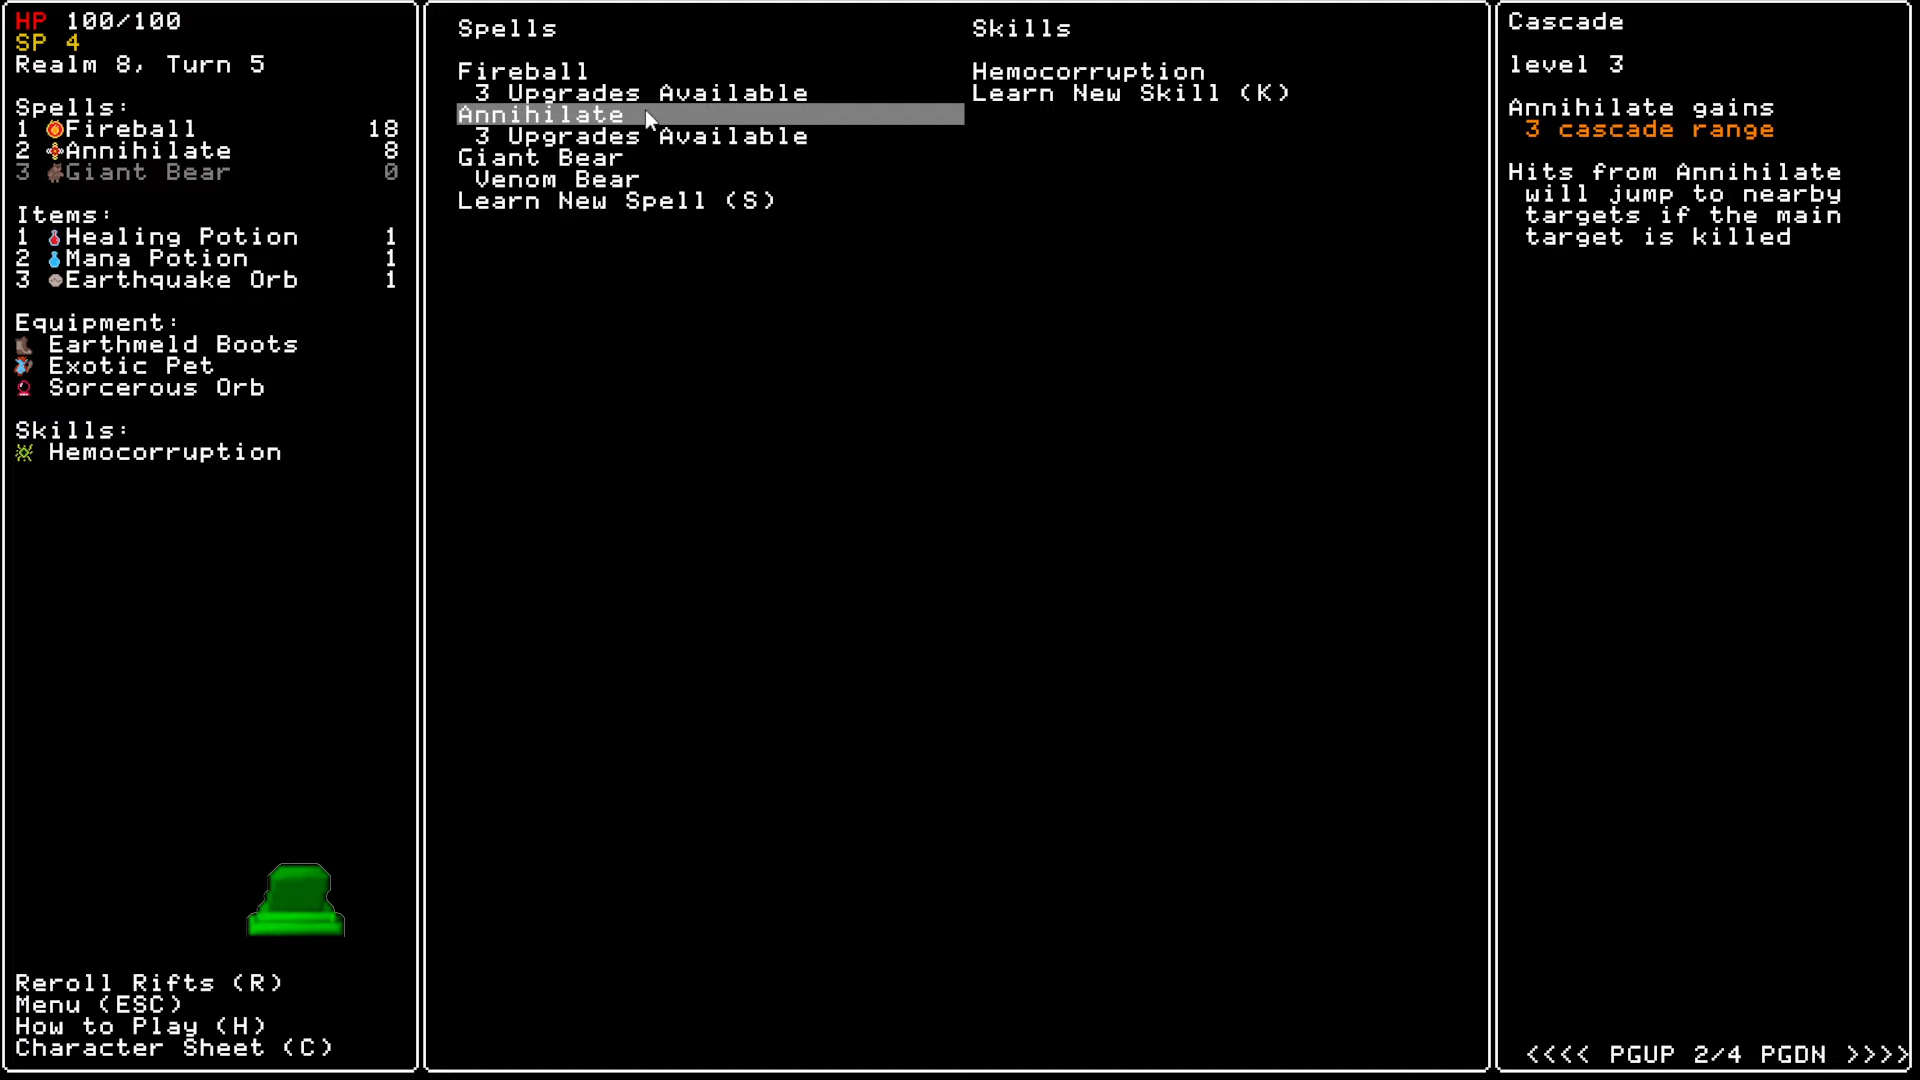 HP 100/100
SP 4
Realm 8, Turn 5
Spells:
1 Fireball 18
2 Annihilate 8
3 Giant Bear 0
Items:
1 Healing Potion 1
2 Mana Potion 1
3 Earthquake Orb 1
Equipment:
Earthmeld Boots
Exotic Pet
Sorcerous Orb
Skills:
Hemocorruption
Reroll Rifts (R)
Menu (ESC)
How to Play (H)
Character Sheet (C)
Spells
Fireball
3 Upgrades Available
Annihilate
3 Upgrades Available
Giant Bear
Venom Bear
Learn New Spell (S)
Skills
Hemocorruption
Learn New Skill (K)
Cascade
level 3
Annihilate gains
3 cascade range
Hits from Annihilate
will jump to nearby
targets if the main
target is killed
<<<< PGUP 2/4 PGDN >>>>